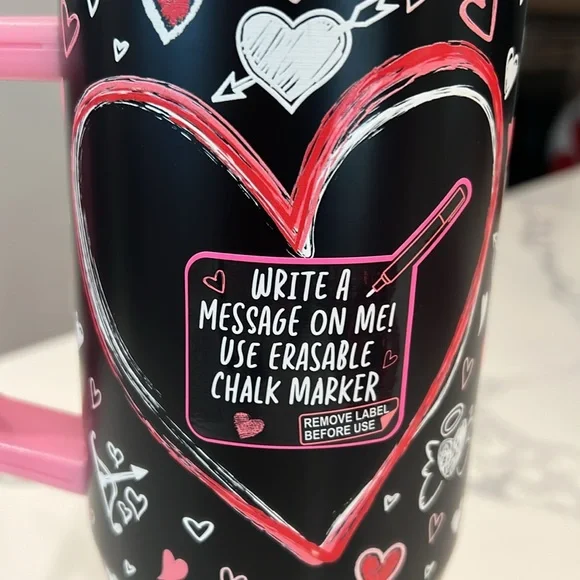 WRITE A
MESSAGE ON ME!
USE ERASABLE
CHALK MARKER
REMOVE LABEL
BEFORE USE